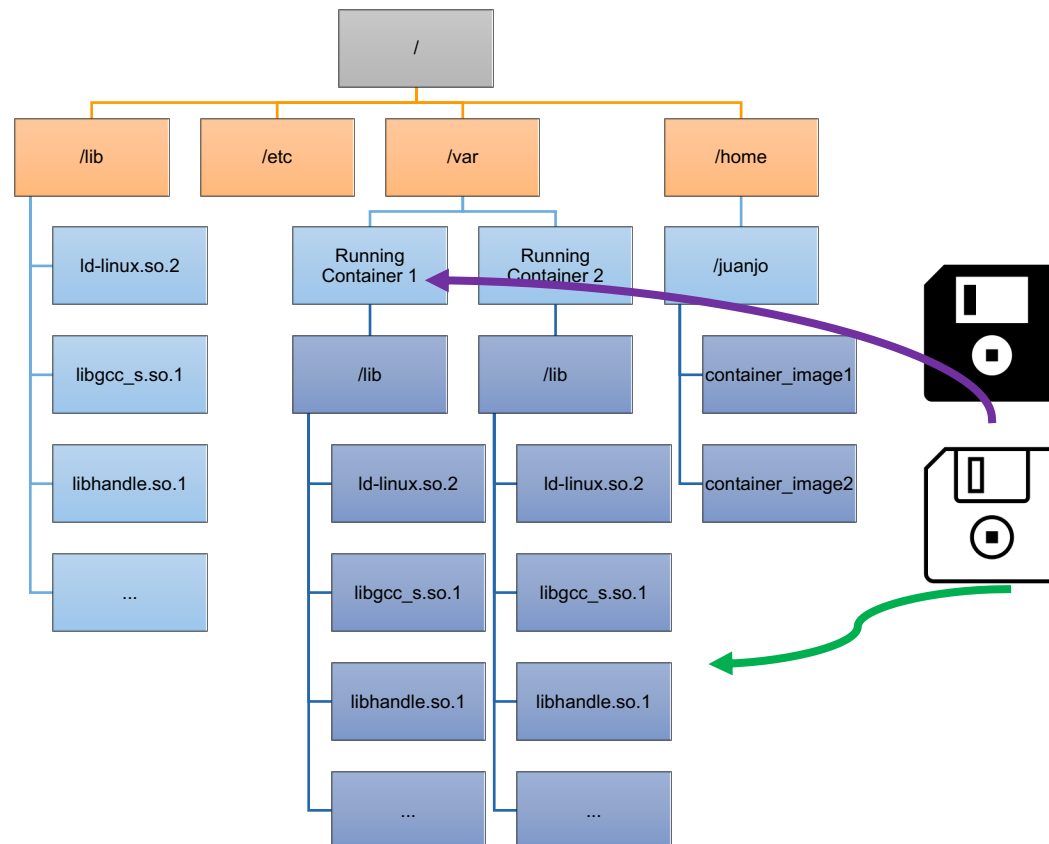 /
/lib
/etc
/var
/home
ld-linux.so.2
libgcc_s.so.1
libhandle.so.1
...
Running
Container 1
/lib
ld-linux.so.2
libgcc_s.so.1
libhandle.so.1
...
Running
Container 2
/lib
ld-linux.so.2
libgcc_s.so.1
libhandle.so.1
...
/juanjo
container_image1
container_image2